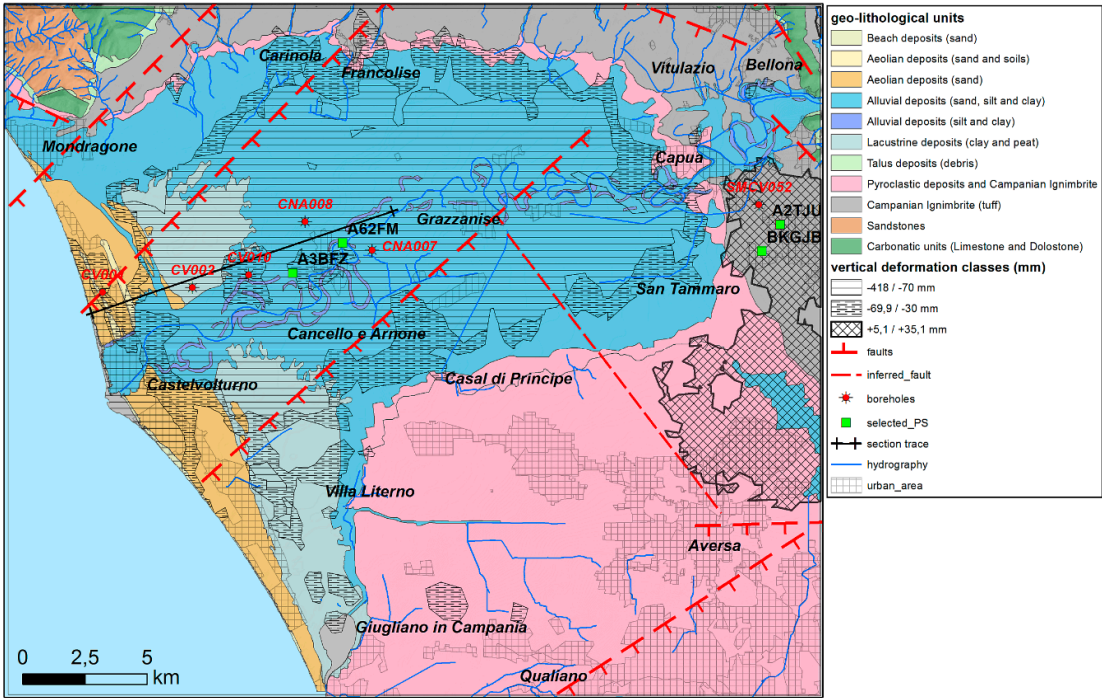 Carinola
Francolise
Vitulazio
Bellona
Mondragone
Capua
SMCV052
CNA008
Grazzanise
A2TJU
A62FM
BKGJB
CNA007
CV010
A3BFZ
CV003
CV001
San Tammaro
Cancello e Arnone
Castelvolturno
Casal di Principe
Villa Literno
Aversa
Giugliano in Campania
Qualiano
0 2,5 5
km
geo-lithological units
Beach deposits (sand)
Aeolian deposits (sand and soils)
Aeolian deposits (sand)
Alluvial deposits (sand, silt and clay)
Alluvial deposits (silt and clay)
Lacustrine deposits (clay and peat)
Talus deposits (debris)
Pyroclastic deposits and Campanian Ignimbrite
Campanian Ignimbrite (tuff)
Sandstones
Carbonatic units (Limestone and Dolostone)
vertical deformation classes (mm)
-418 / -70 mm
-69,9 / -30 mm
+5,1 / +35,1 mm
faults
inferred_fault
boreholes
selected_PS
section trace
hydrography
urban_area